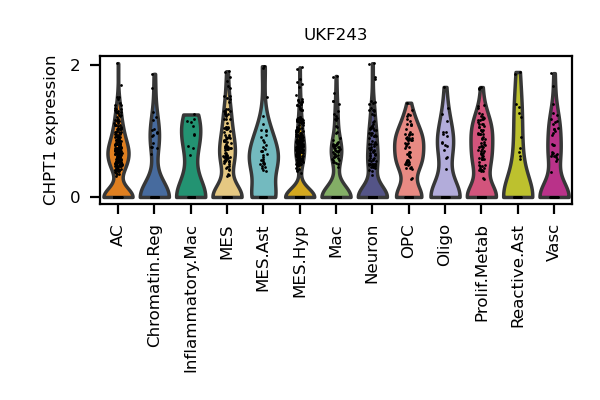 UKF243
CHPT1 expression
2
0
AC
Chromatin.Reg
Inflammatory.Mac
MES
MES.Ast
MES.Hyp
Mac
Neuron
OPC
Oligo
Prolif.Metab
Reactive.Ast
Vasc